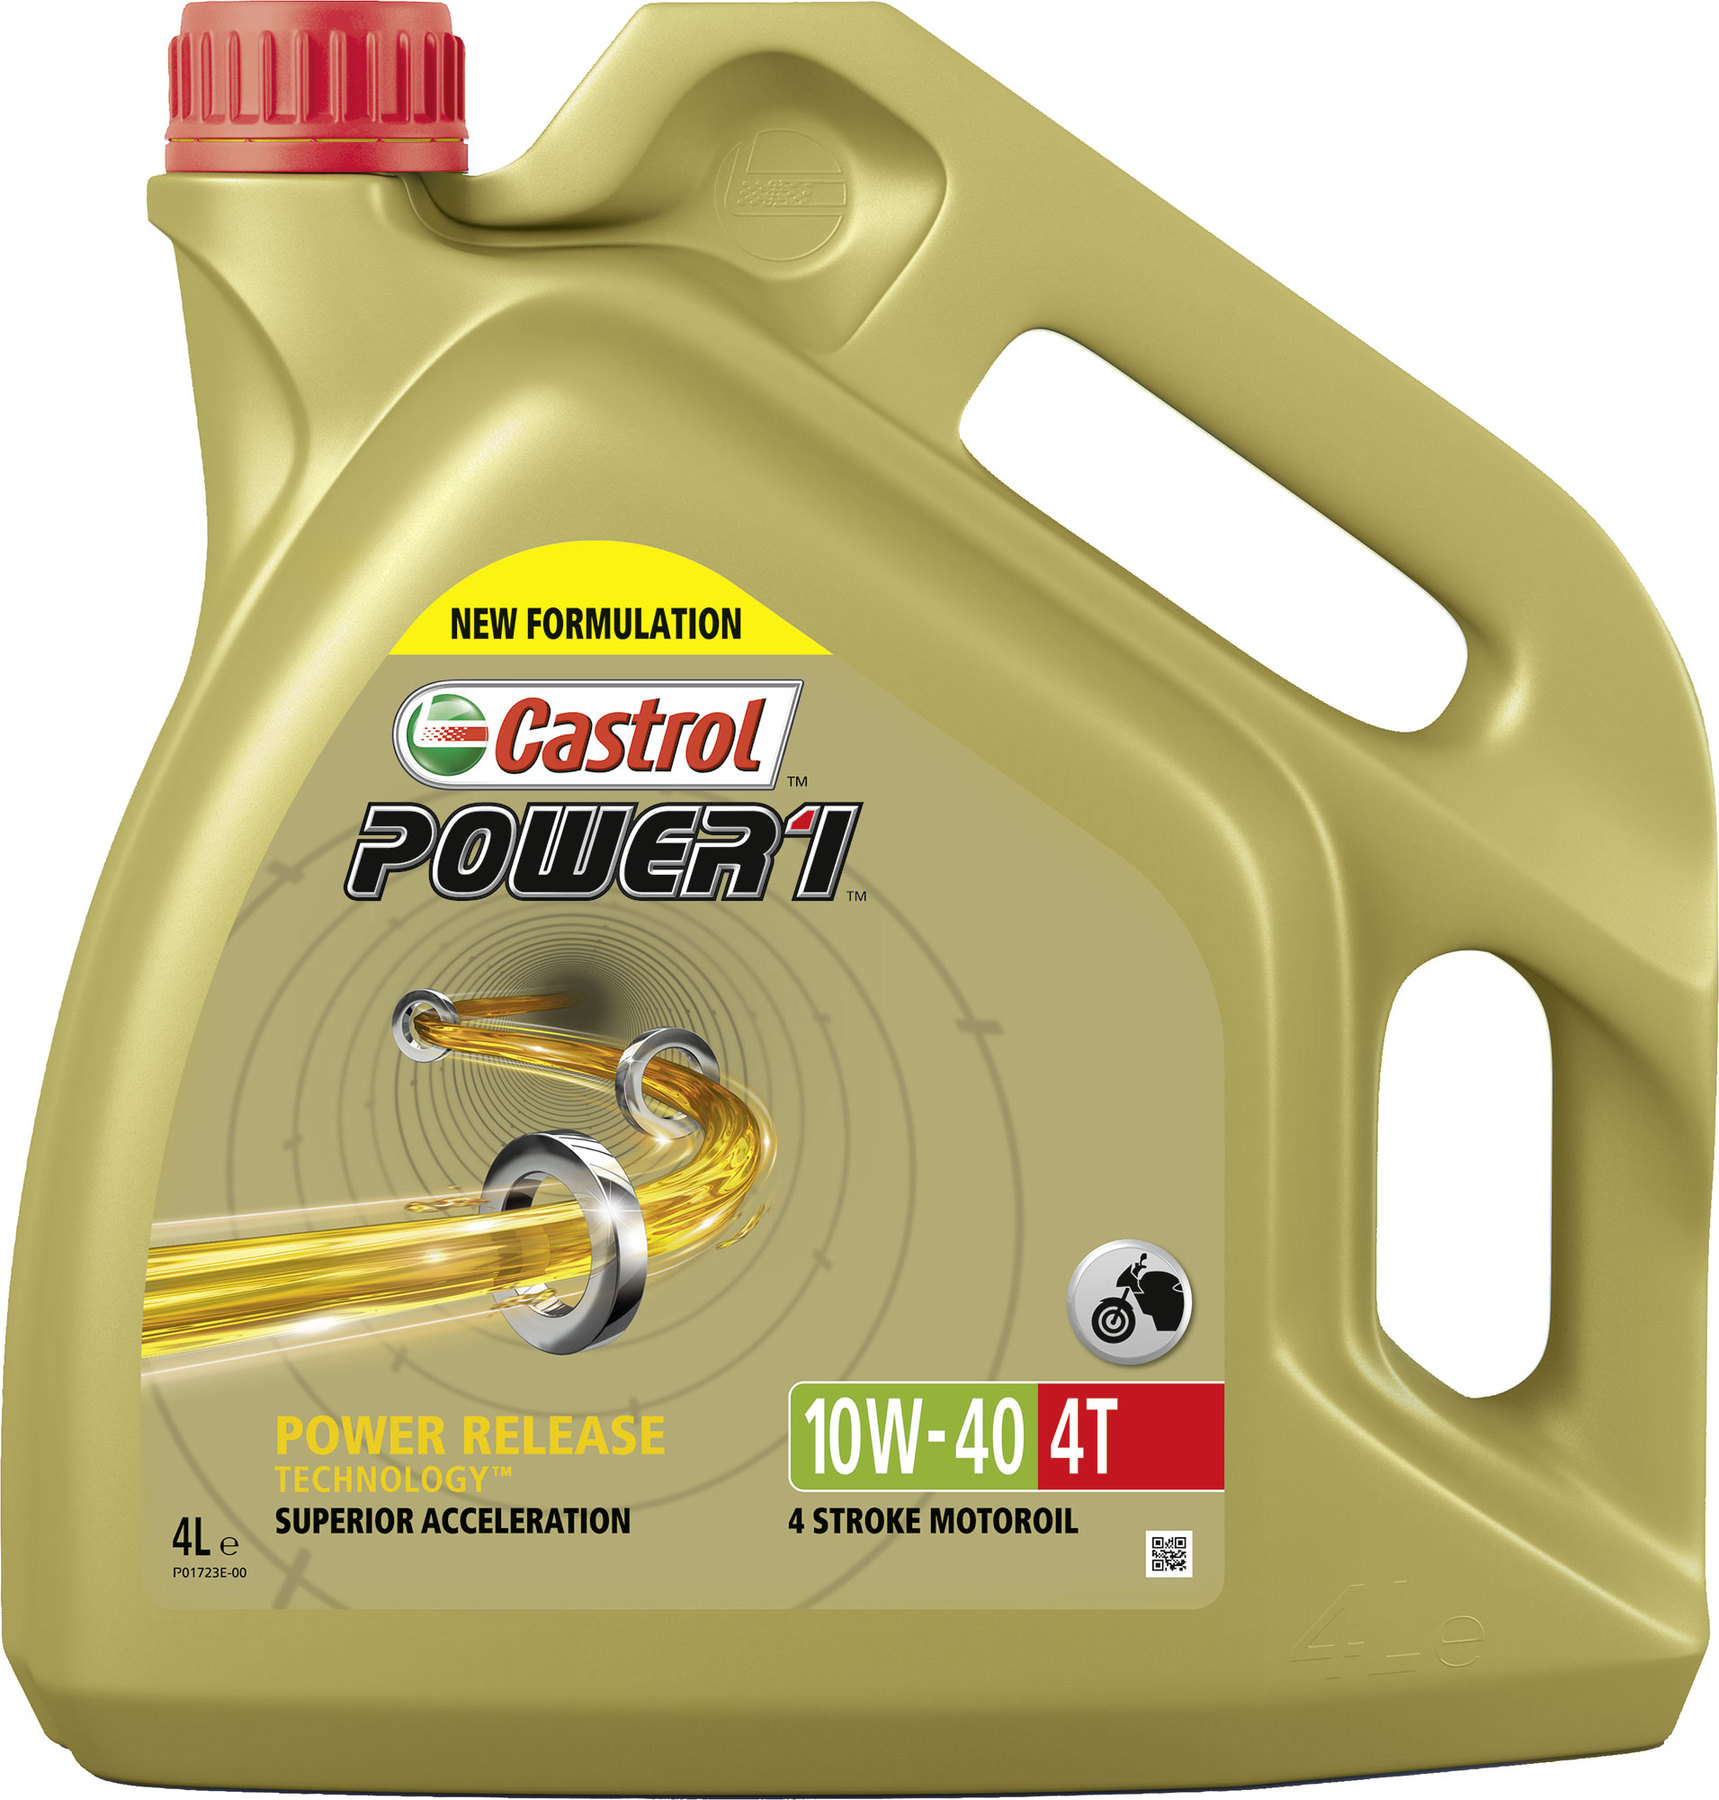 NEW FORMULATION
Castrol
TM
POWER1
TM
10W-40 4T
POWER RELEASE
TECHNOLOGY™
SUPERIOR ACCELERATION
4 STROKE MOTOROIL
4L e
P01723E-00
4L e